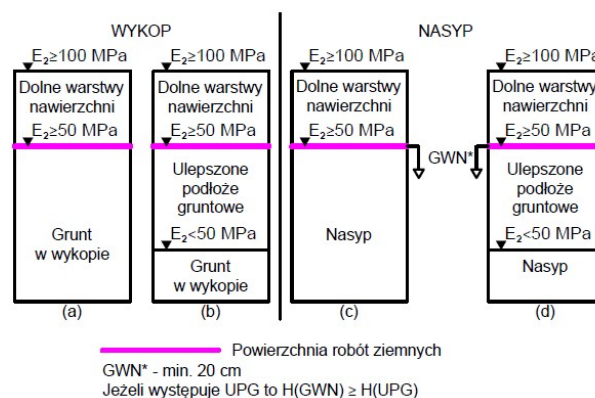 WYKOP
NASYP
E₂≥100 MPa
E₂≥100 MPa
E₂≥100 MPa
E₂≥100 MPa
Dolne warstwy
nawierzchni
Dolne warstwy
nawierzchni
Dolne warstwy
nawierzchni
Dolne warstwy
nawierzchni
E₂≥50 MPa
E₂≥50 MPa
E₂≥50 MPa
E₂≥50 MPa
GWN*
Grunt
w wykopie
Ulepszone
podłoże
gruntowe
Nasyp
Ulepszone
podłoże
gruntowe
E₂<50 MPa
E₂<50 MPa
Grunt
w wykopie
Nasyp
(a)
(b)
(c)
(d)
Powierzchnia robót ziemnych
GWN* - min. 20 cm
Jeżeli występuje UPG to H(GWN) ≥ H(UPG)